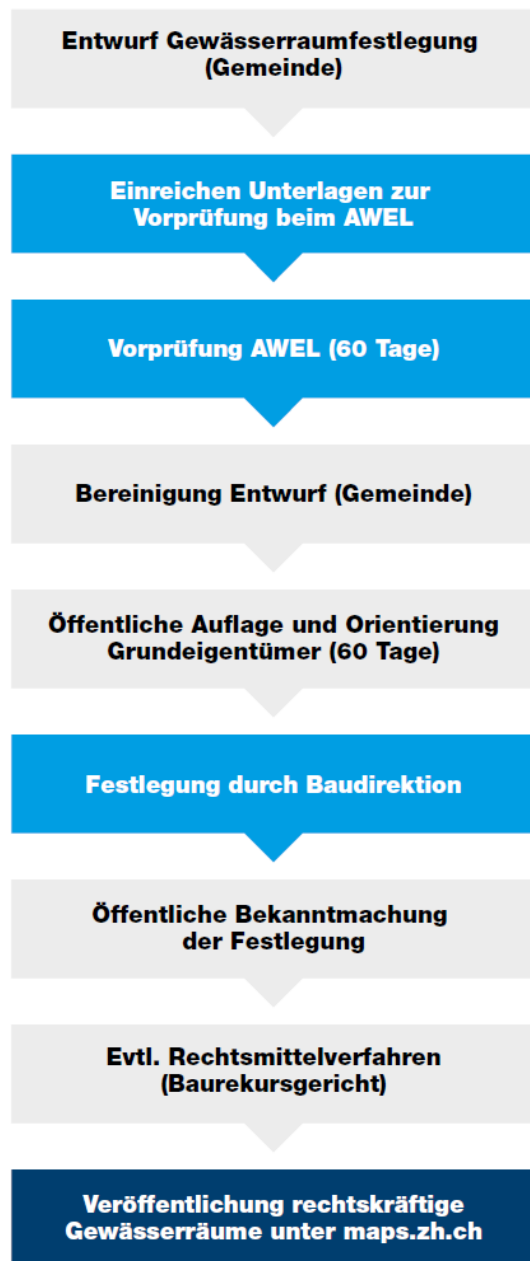 Entwurf Gewässerraumfestlegung
(Gemeinde)
Einreichen Unterlagen zur
Vorprüfung beim AWEL
Vorprüfung AWEL (60 Tage)
Bereinigung Entwurf (Gemeinde)
Öffentliche Auflage und Orientierung
Grundeigentümer (60 Tage)
Festlegung durch Baudirektion
Öffentliche Bekanntmachung
der Festlegung
Evtl. Rechtsmittelverfahren
(Baurekursgericht)
Veröffentlichung rechtskräftige
Gewässerräume unter maps.zh.ch